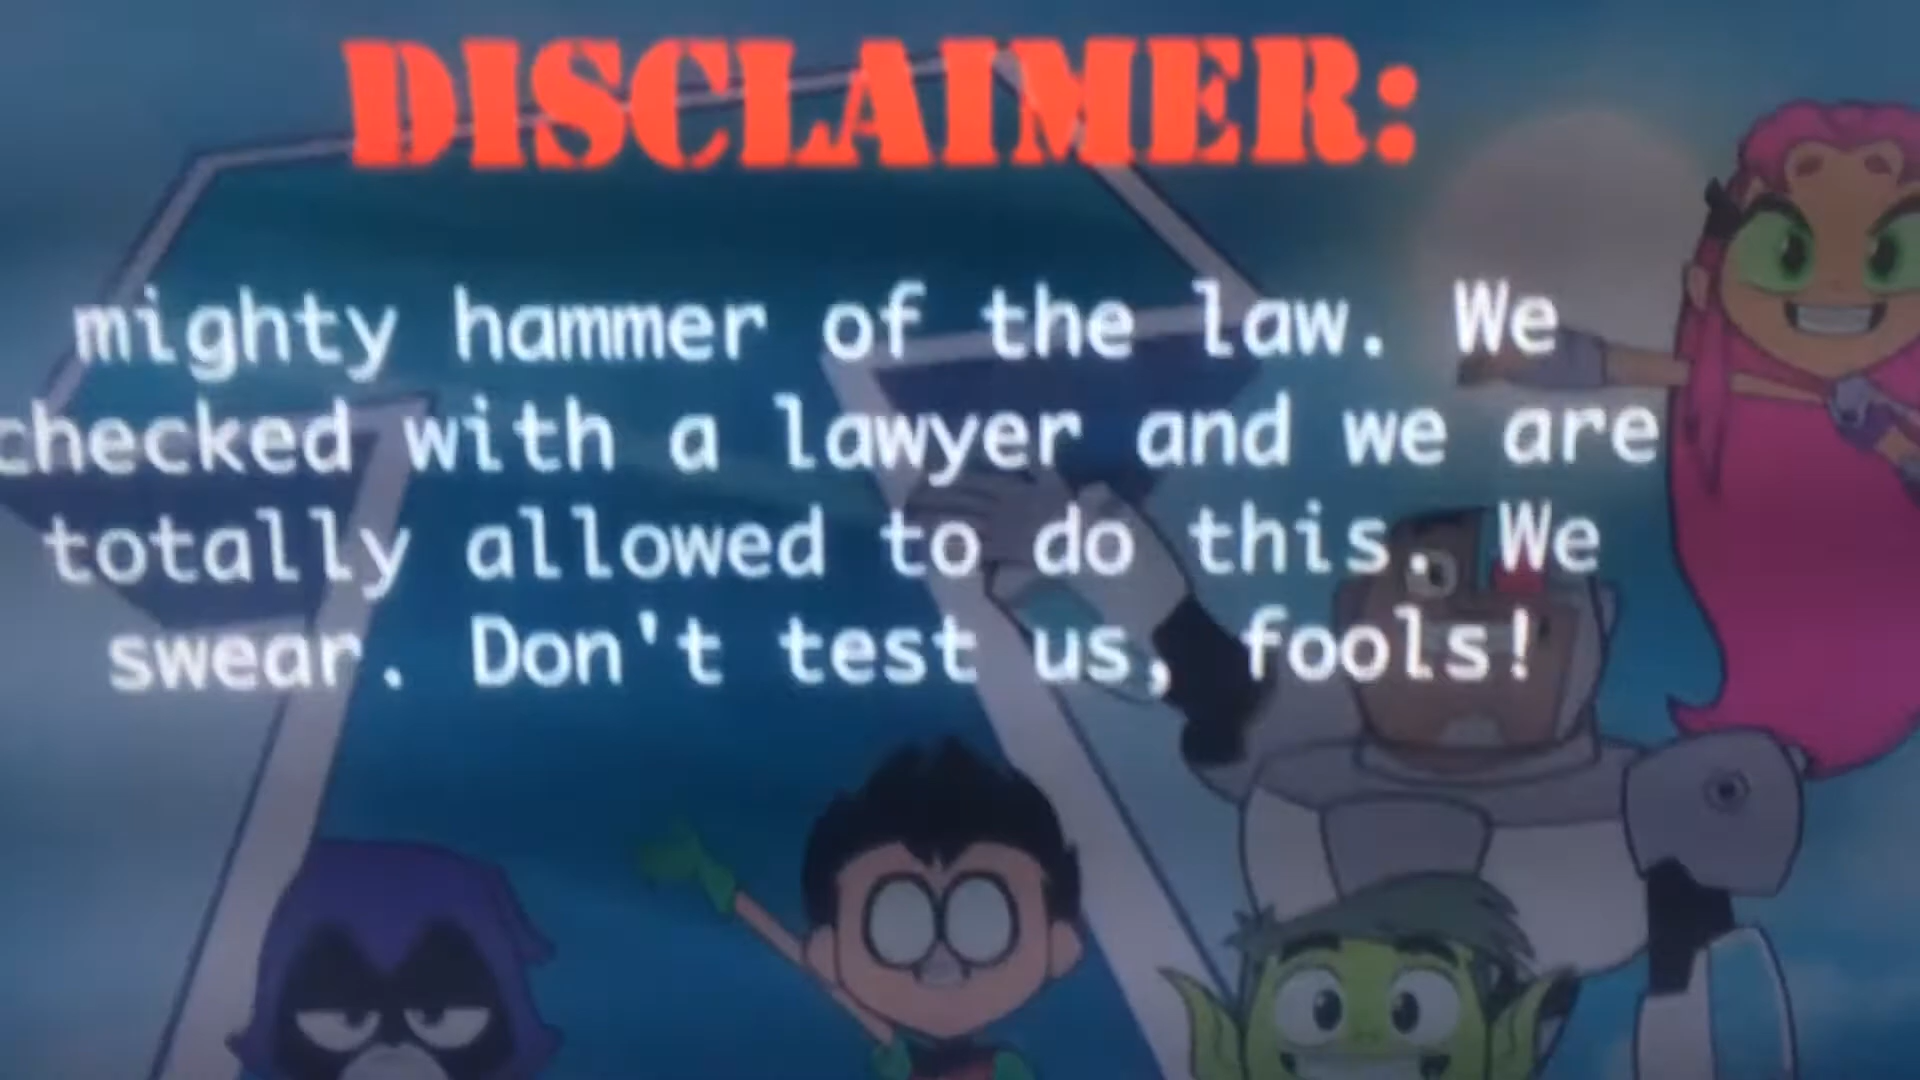 DISCLAIMER:
mighty hammer of the law. We
checked with a lawyer and we are
totally allowed to do this. We
swear. Don't test us, fools!